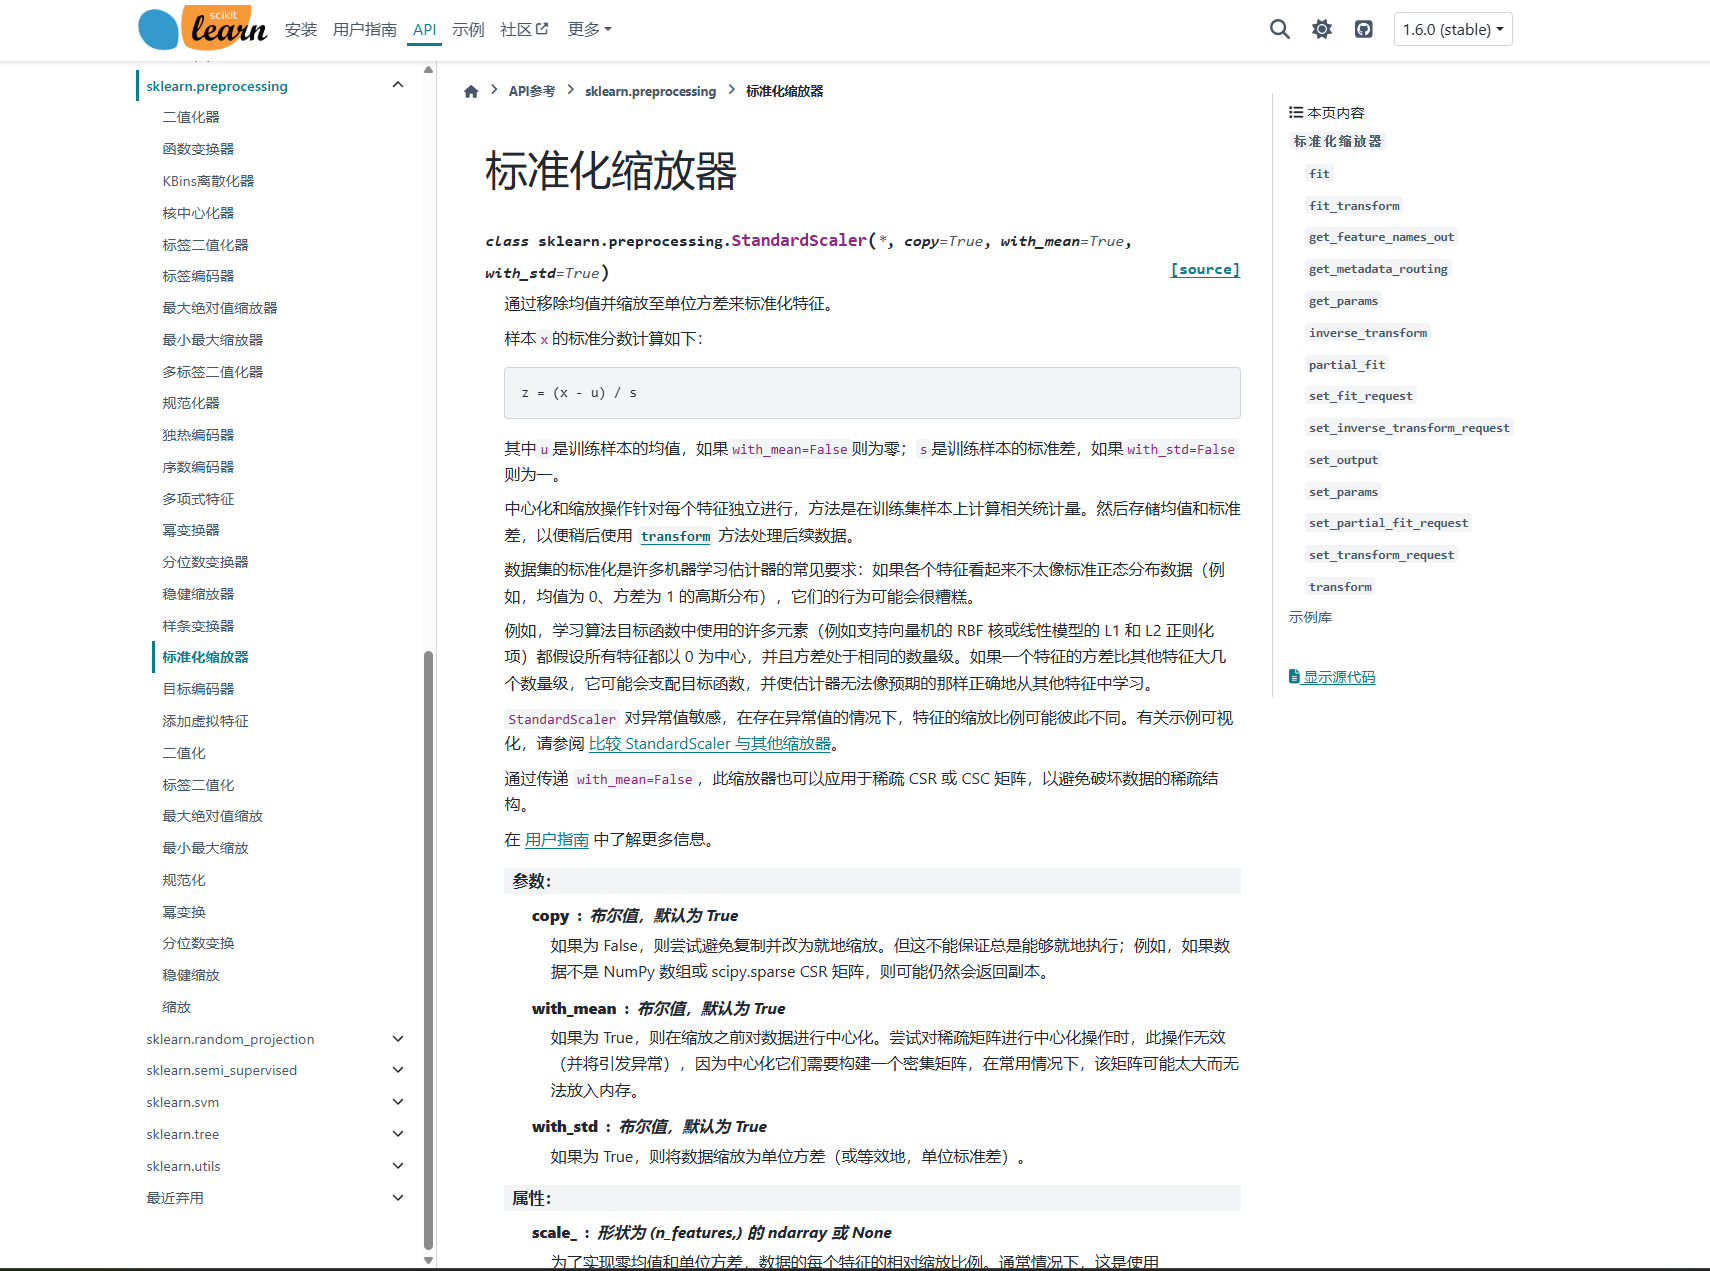 scikit
learn
安装 用户指南 API 示例 社区 更多
1.6.0 (stable)
sklearn.preprocessing
二值化器
函数变换器
KBins离散化器
核中心化器
标签二值化器
标签编码器
最大绝对值缩放器
最小最大缩放器
多标签二值化器
规范化器
独热编码器
序数编码器
多项式特征
幂变换器
分位数变换器
稳健缩放器
样条变换器
标准化缩放器
目标编码器
添加虚拟特征
二值化
标签二值化
最大绝对值缩放
最小最大缩放
规范化
幂变换
分位数变换
稳健缩放
缩放
sklearn.random_projection
sklearn.semi_supervised
sklearn.svm
sklearn.tree
sklearn.utils
最近弃用
API参考 sklearn.preprocessing 标准化缩放器
标准化缩放器
class sklearn.preprocessing.StandardScaler(*, copy=True, with_mean=True,
with_std=True) [source]
通过移除均值并缩放至单位方差来标准化特征。
样本 x 的标准分数计算如下：
z = (x - u) / s
其中 u 是训练样本的均值，如果 with_mean=False 则为零； s 是训练样本的标准差，如果 with_std=False
则为一。
中心化和缩放操作针对每个特征独立进行，方法是在训练集样本上计算相关统计量。然后存储均值和标准
差，以便稍后使用 transform 方法处理后续数据。
数据集的标准化是许多机器学习估计器的常见要求：如果各个特征看起来不太像标准正态分布数据（例
如，均值为 0、方差为 1 的高斯分布），它们的行为可能会很糟糕。
例如，学习算法目标函数中使用的许多元素（例如支持向量机的 RBF 核或线性模型的 L1 和 L2 正则化
项）都假设所有特征都以 0 为中心，并且方差处于相同的数量级。如果一个特征的方差比其他特征大几
个数量级，它可能会支配目标函数，并使估计器无法像预期的那样正确地从其他特征中学习。
StandardScaler 对异常值敏感，在存在异常值的情况下，特征的缩放比例可能彼此不同。有关示例可视
化，请参阅 比较 StandardScaler 与其他缩放器。
通过传递 with_mean=False，此缩放器也可以应用于稀疏 CSR 或 CSC 矩阵，以避免破坏数据的稀疏结
构。
在 用户指南 中了解更多信息。
参数：
copy : 布尔值，默认为 True
如果为 False，则尝试避免复制并改为就地缩放。但这不能保证总是能够就地执行；例如，如果数
据不是 NumPy 数组或 scipy.sparse CSR 矩阵，则可能仍然会返回副本。
with_mean : 布尔值，默认为 True
如果为 True，则在缩放之前对数据进行中心化。尝试对稀疏矩阵进行中心化操作时，此操作无效
（并将引发异常），因为中心化它们需要构建一个密集矩阵，在常用情况下，该矩阵可能太大而无
法放入内存。
with_std : 布尔值，默认为 True
如果为 True，则将数据缩放为单位方差（或等效地，单位标准差）。
属性：
scale_ : 形状为 (n_features,) 的 ndarray 或 None
为了实现零均值和单位方差，数据的每个特征的相对缩放比例。通常情况下，这是使用
本页内容
标准化缩放器
fit
fit_transform
get_feature_names_out
get_metadata_routing
get_params
inverse_transform
partial_fit
set_fit_request
set_inverse_transform_request
set_output
set_params
set_partial_fit_request
set_transform_request
transform
示例库
显示源代码